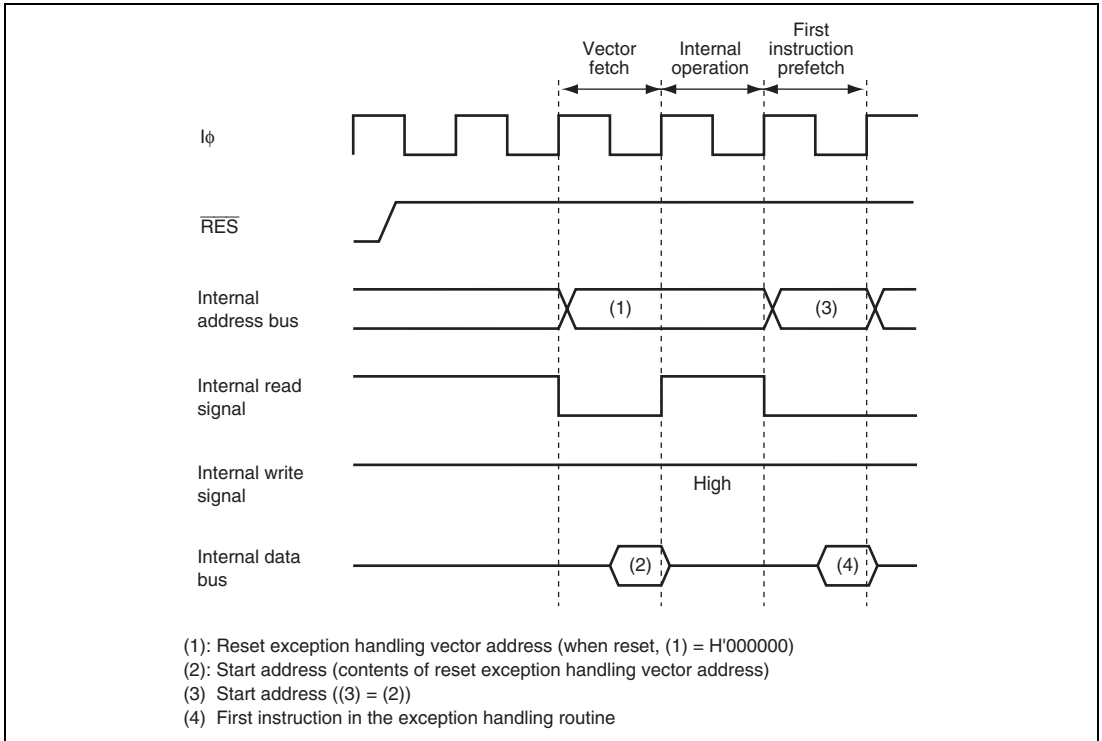 Vector
fetch
Internal
operation
First
instruction
prefetch
Iϕ
R̅E̅S̅
Internal
address bus
(1)
(3)
Internal read
signal
Internal write
signal
High
Internal data
bus
(2)
(4)
(1): Reset exception handling vector address (when reset, (1) = H'000000)
(2): Start address (contents of reset exception handling vector address)
(3) Start address ((3) = (2))
(4) First instruction in the exception handling routine